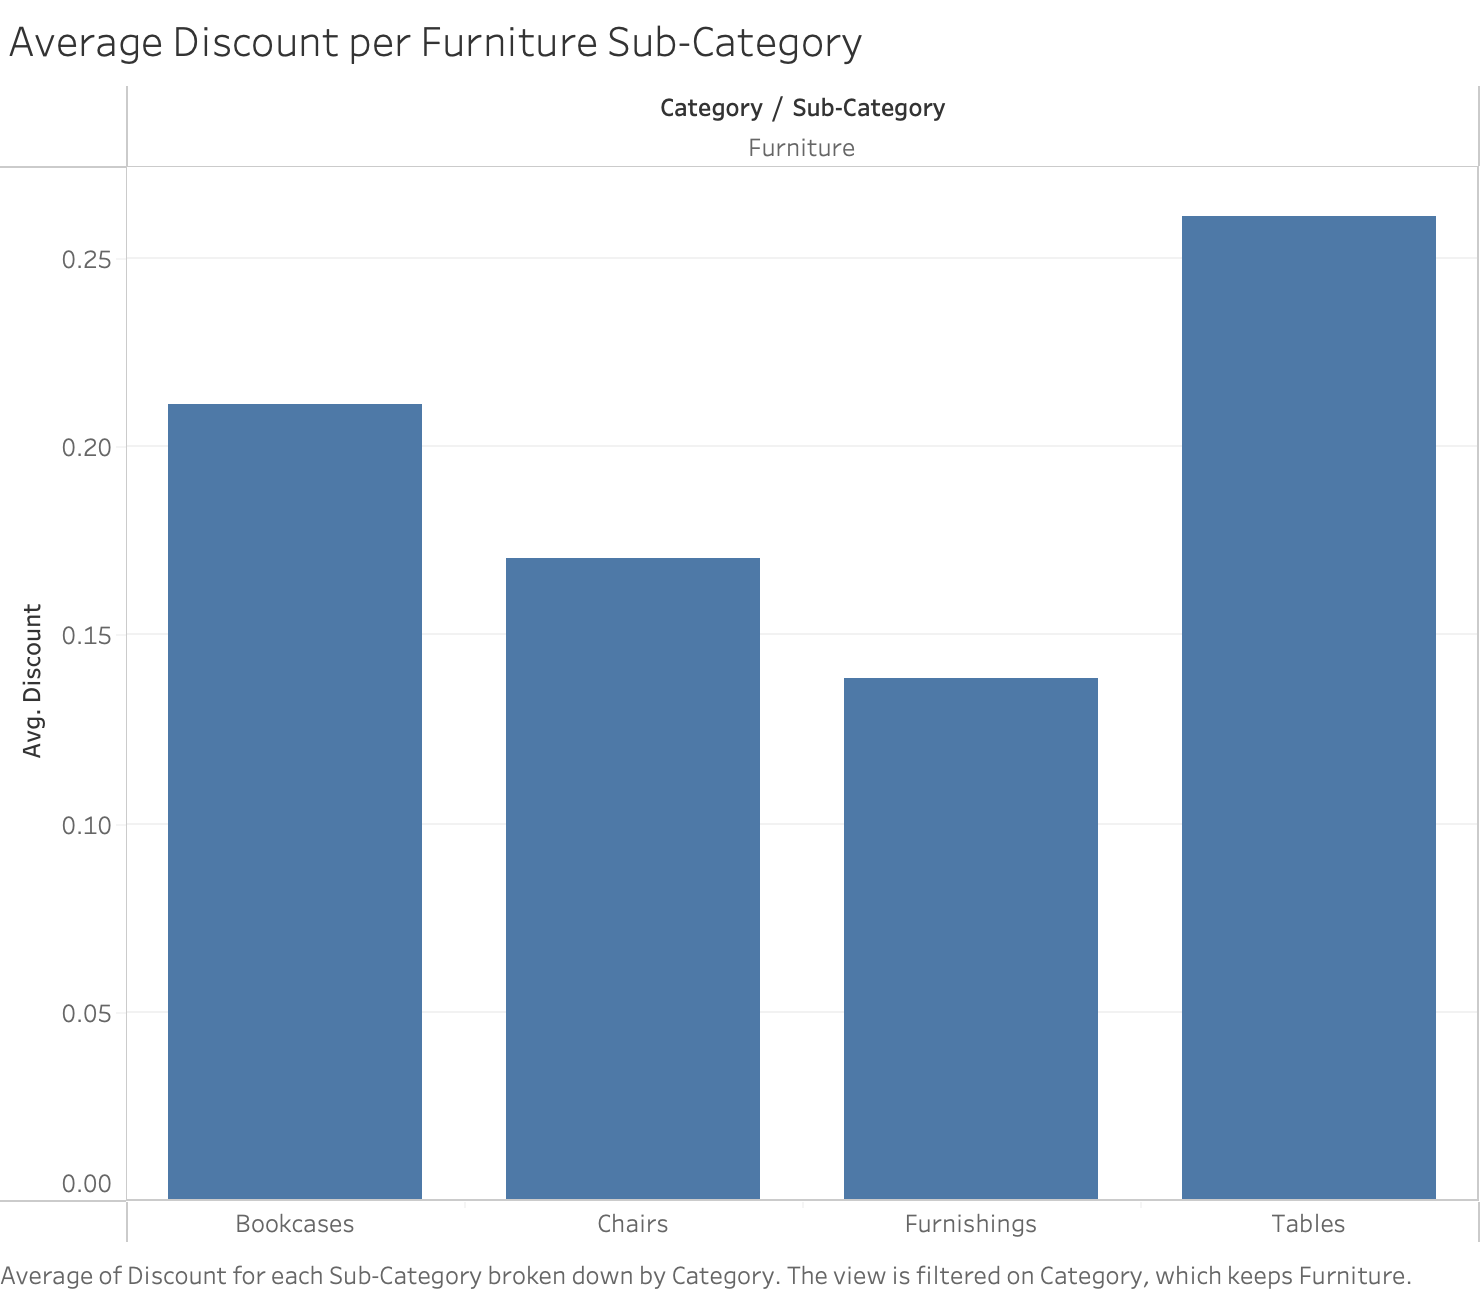 Average Discount per Furniture Sub-Category
Category / Sub-Category
Furniture
Avg. Discount
0.25
0.20
0.15
0.10
0.05
0.00
Bookcases Chairs Furnishings Tables
Average of Discount for each Sub-Category broken down by Category. The view is filtered on Category, which keeps Furniture.